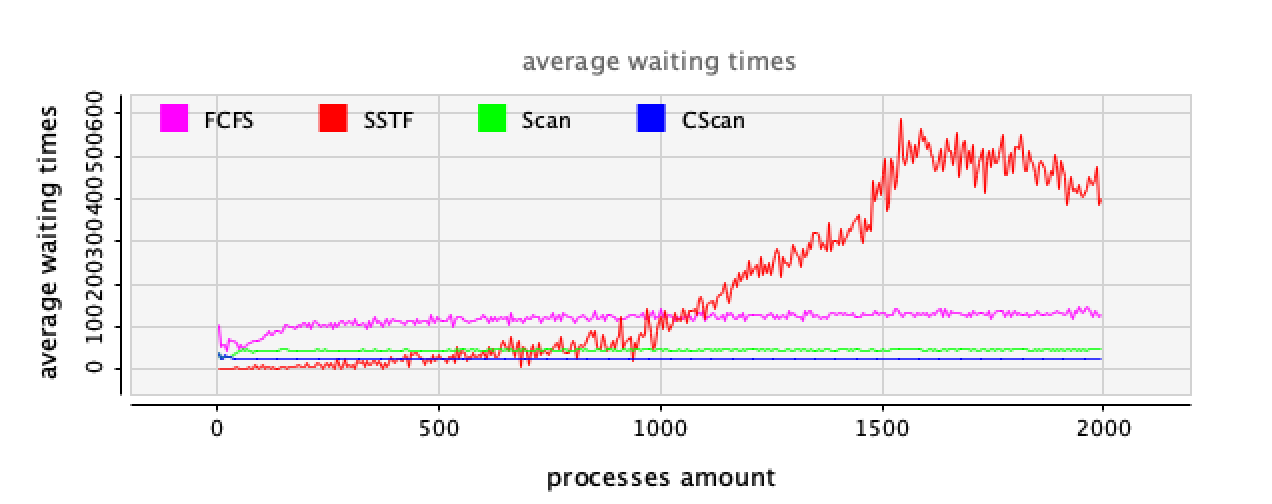 average waiting times
FCFS SSTF Scan CScan
average waiting times
0 100 200 300 400 500 600
0 500 1000 1500 2000
processes amount